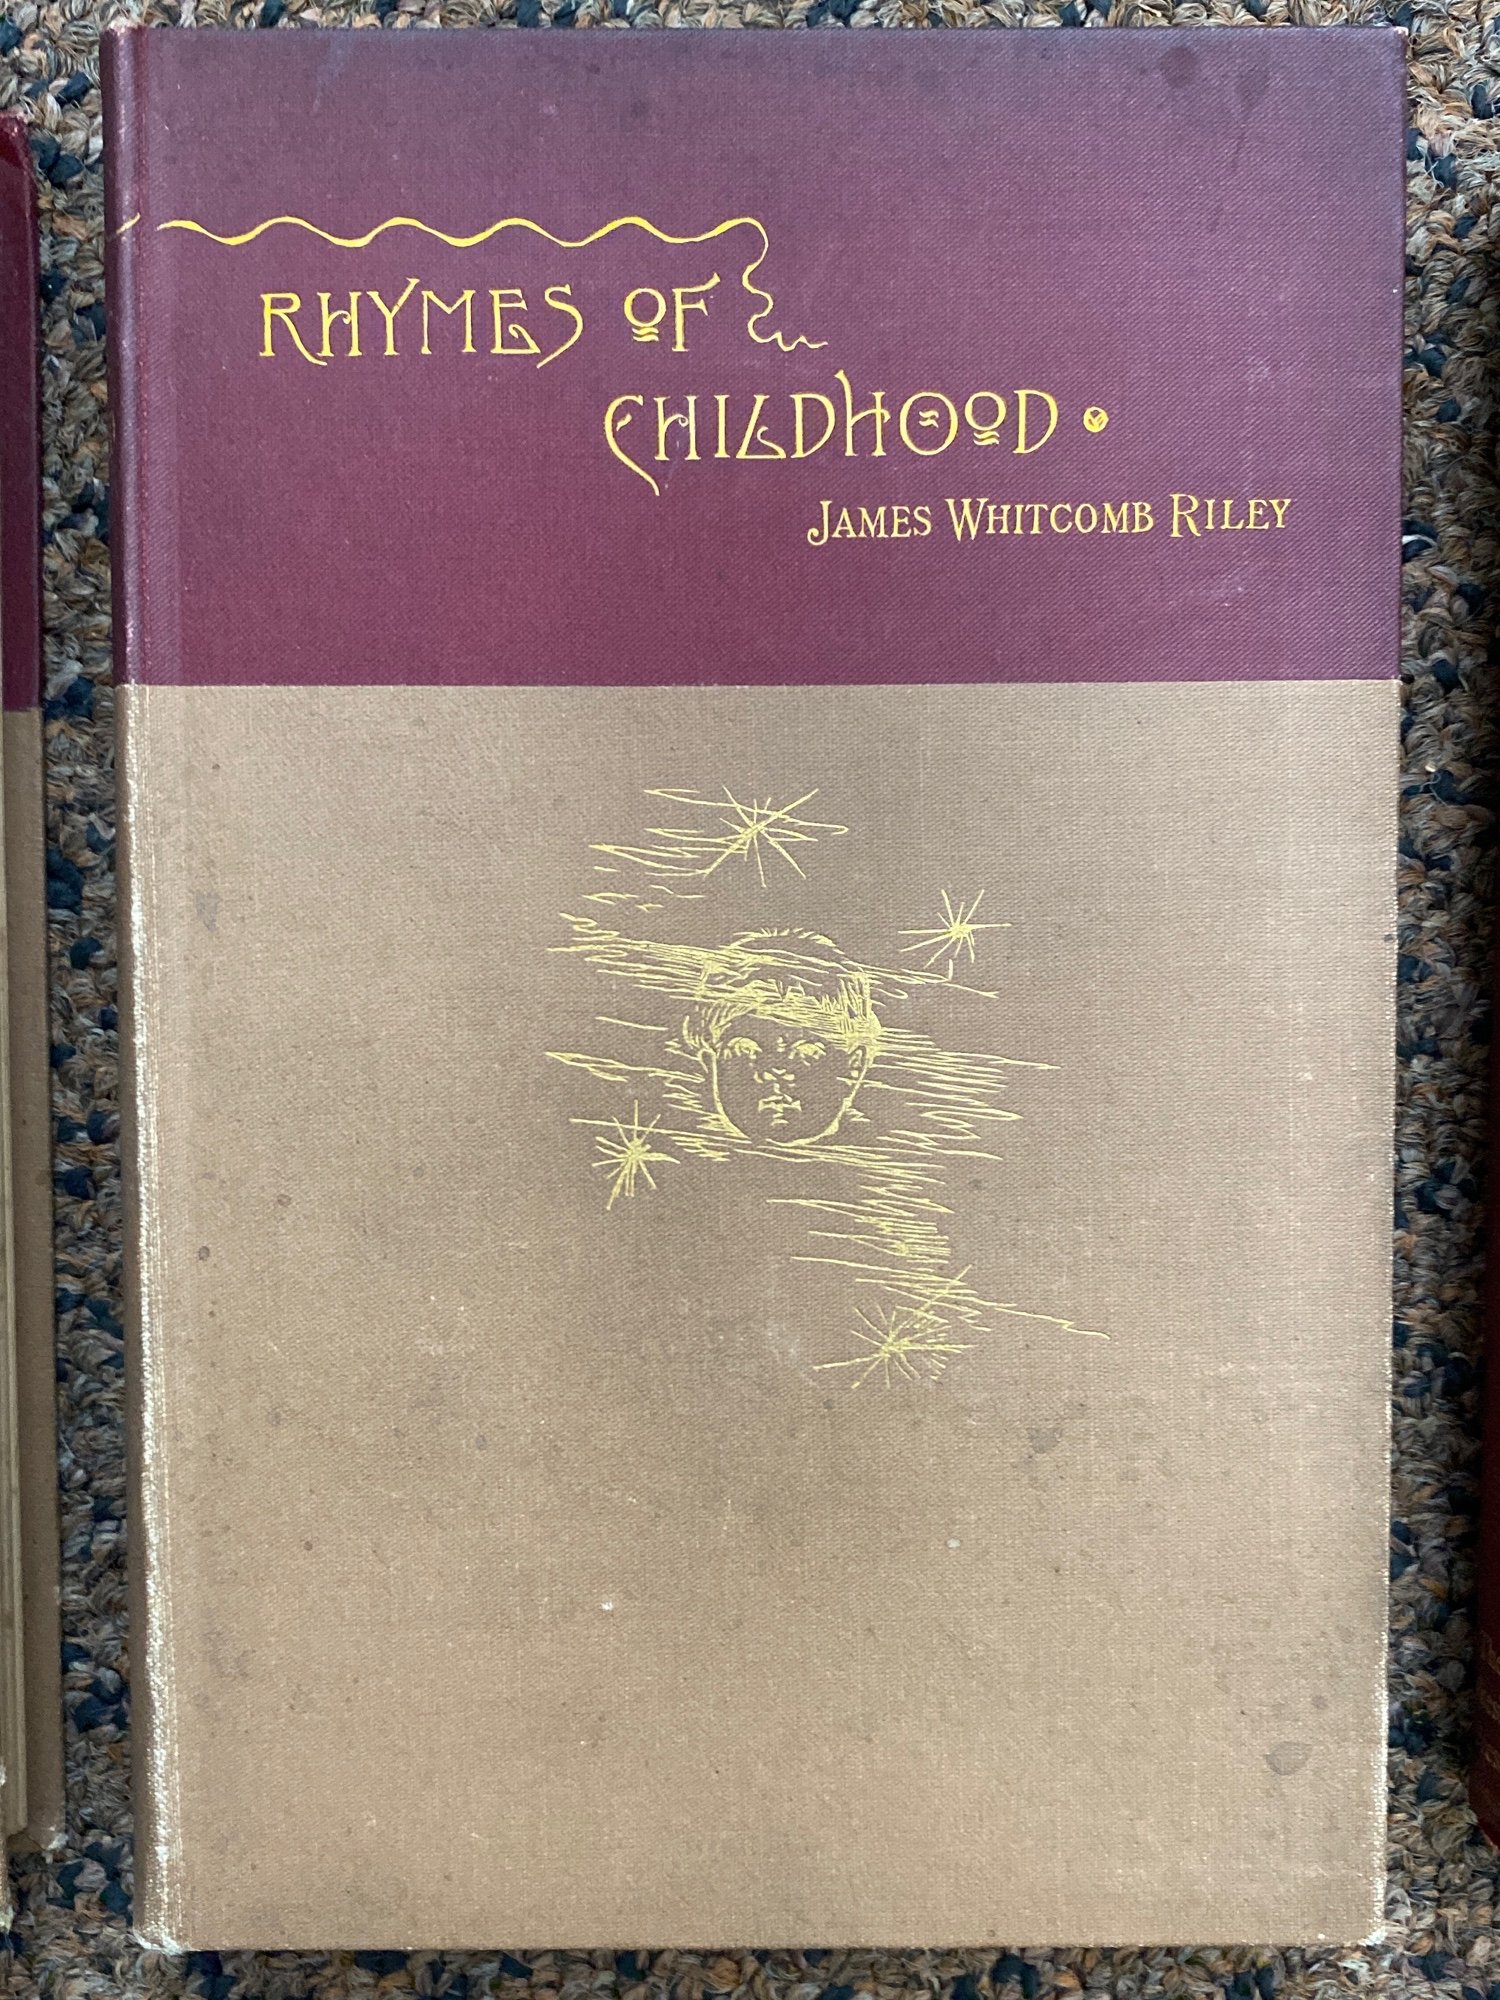 RHYMES OF
CHILDHOOD.
JAMES WHITCOMB RILEY